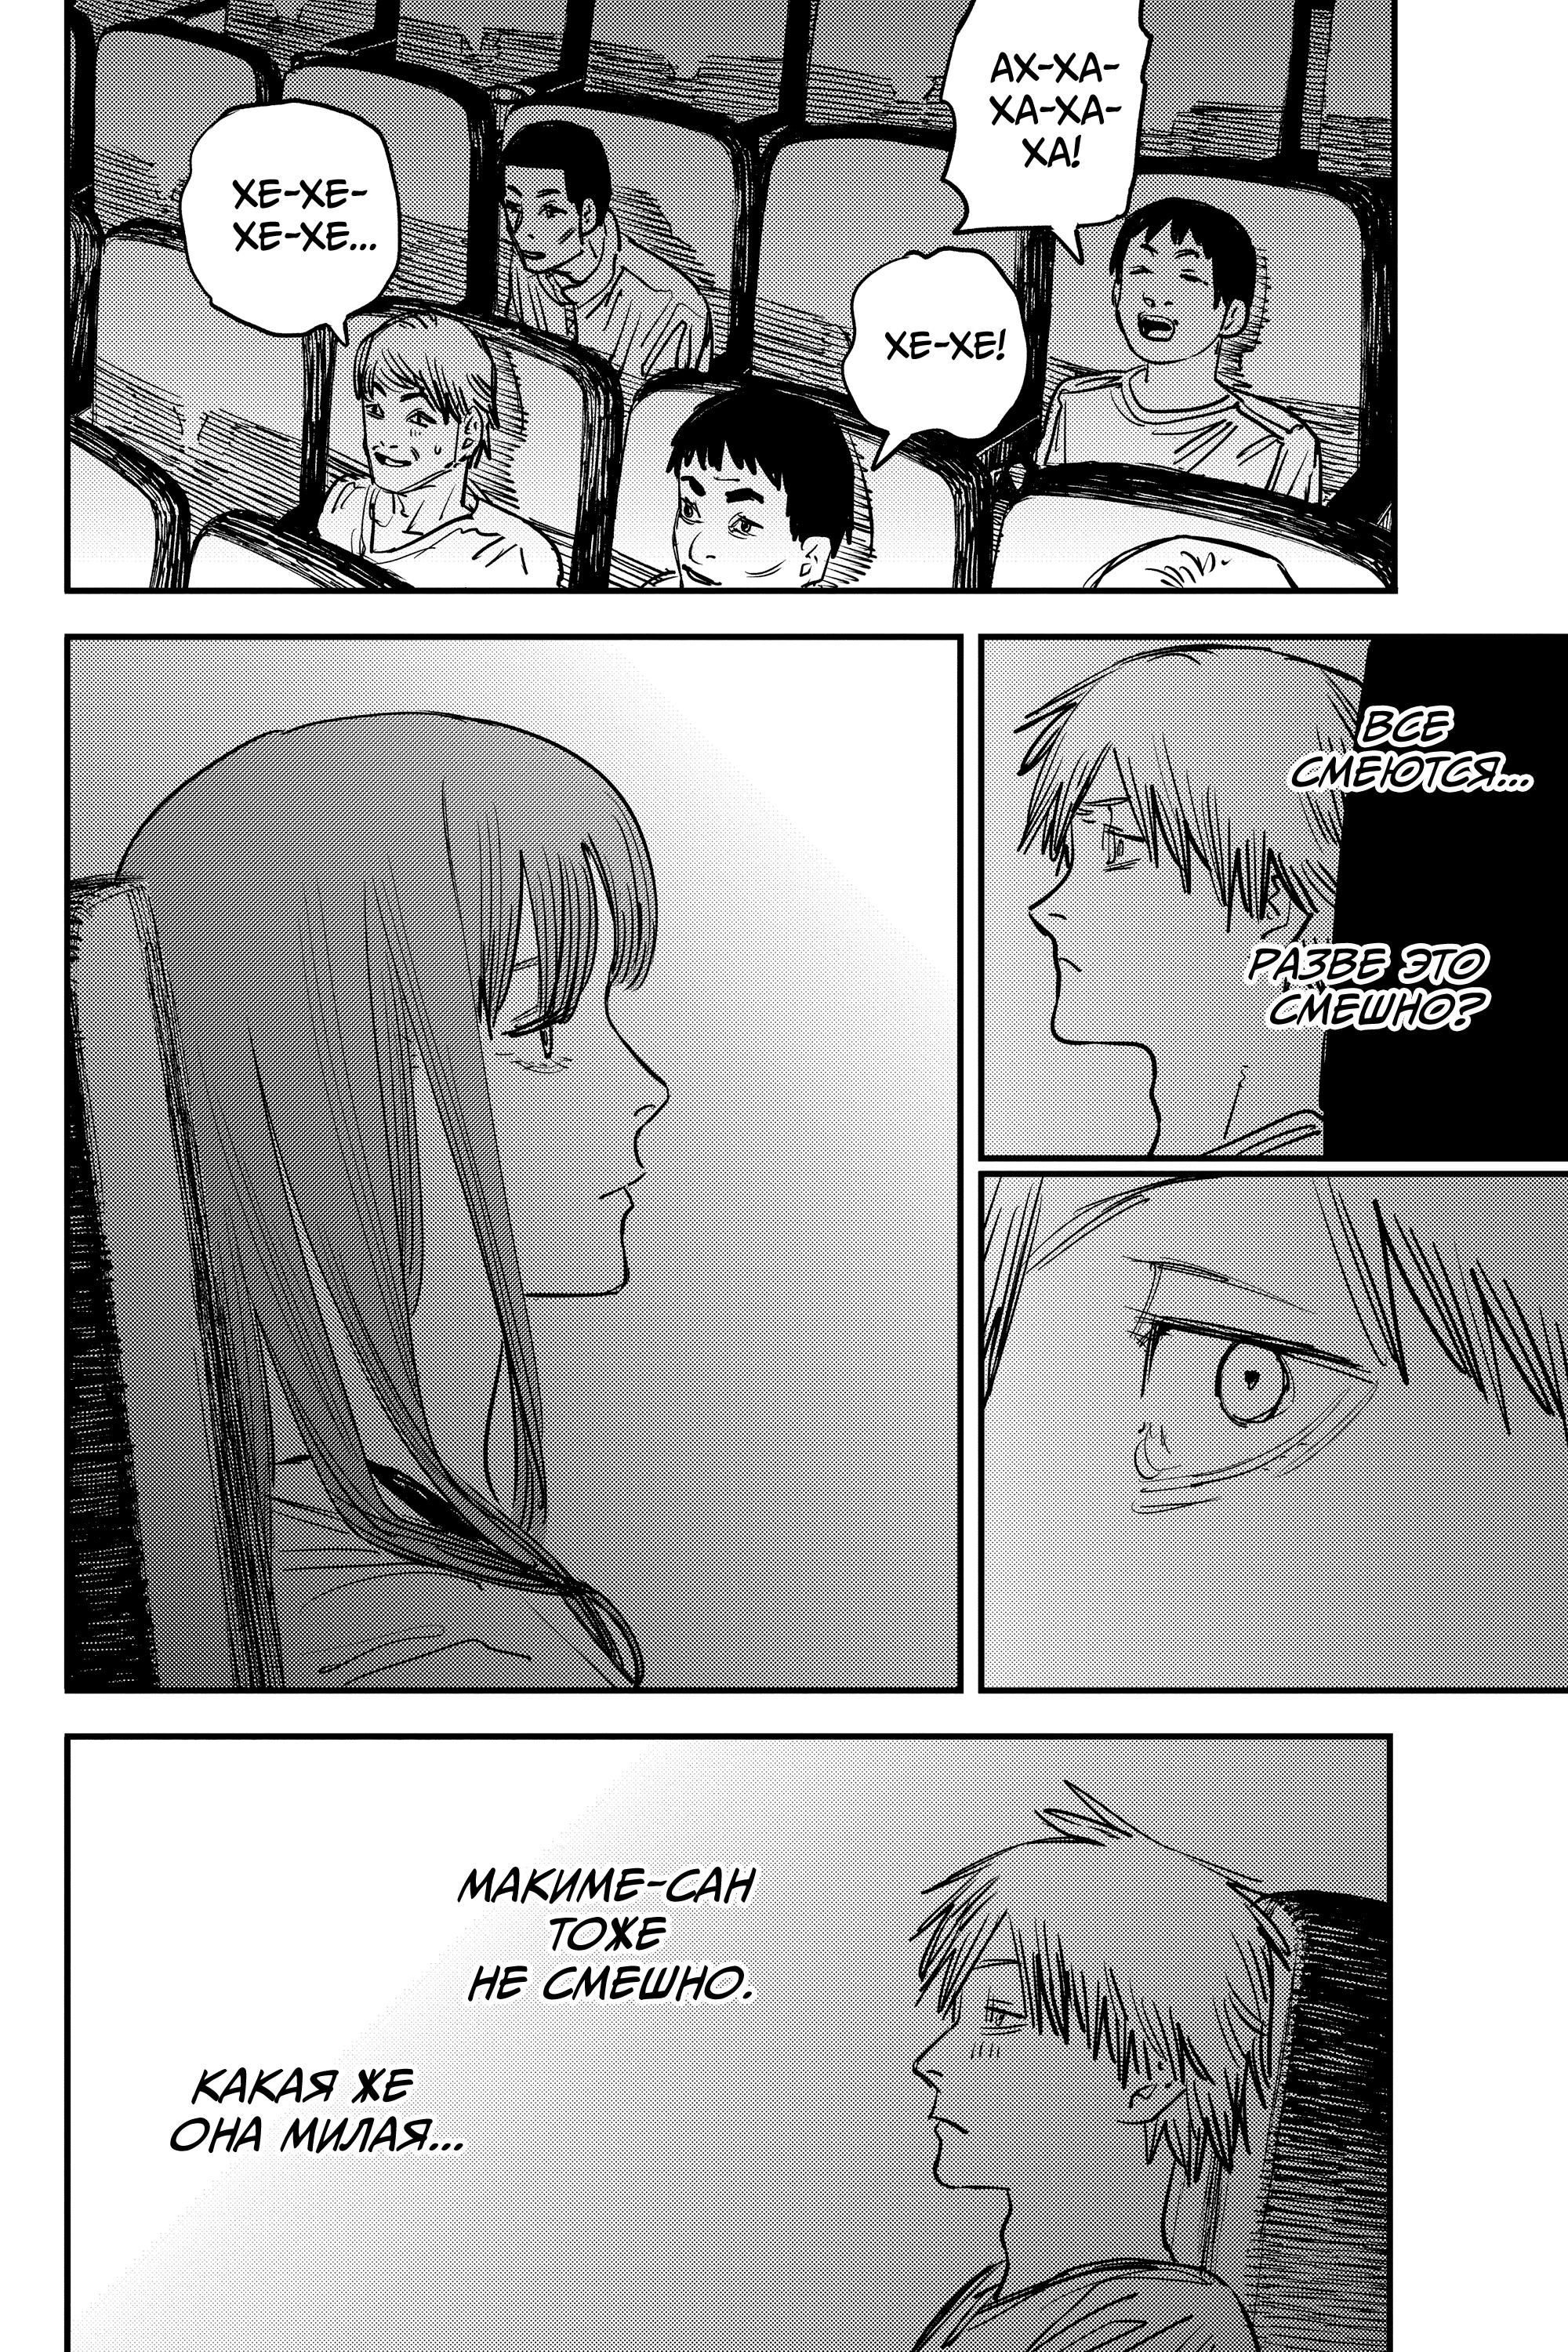 АХ-ХА-
ХА-ХА-
ХА!
ХЕ-ХЕ!
ХЕ-ХЕ-
ХЕ-ХЕ...
ВСЕ
СМЕЮТСЯ...
РАЗВЕ ЭТО
СМЕШНО?
МАКИМЕ-САН
ТОЖЕ
НЕ СМЕШНО.
КАКАЯ ЖЕ
ОНА МИЛАЯ...